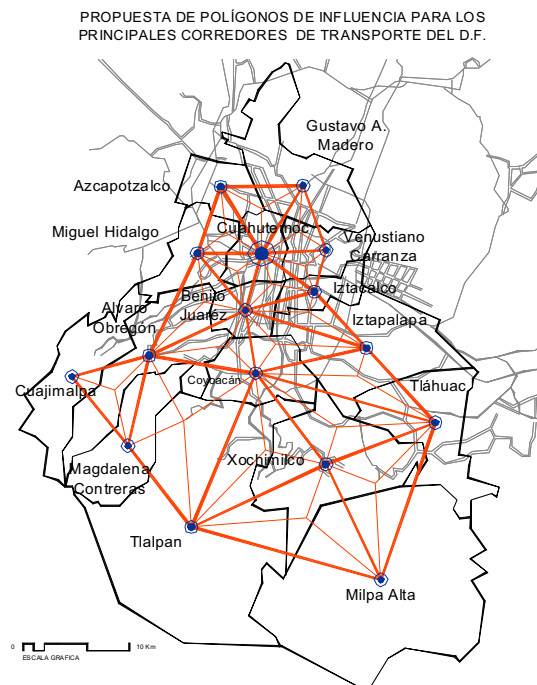 PROPUESTA DE POLÍGONOS DE INFLUENCIA PARA LOS
PRINCIPALES CORREDORES DE TRANSPORTE DEL D.F.
Gustavo A.
Madero
Azcapotzalco
Cuahutemoc
Miguel Hidalgo
Venustiano
Carranza
Iztacalco
Benito
Juaréz
Alvaro
Obregón
Iztapalapa
Coyoacán
Cuajimalpa
Tláhuac
Xochimilco
Magdalena
Contreras
Tlalpan
Milpa Alta
0 10 Km
ESCALA GRAFICA